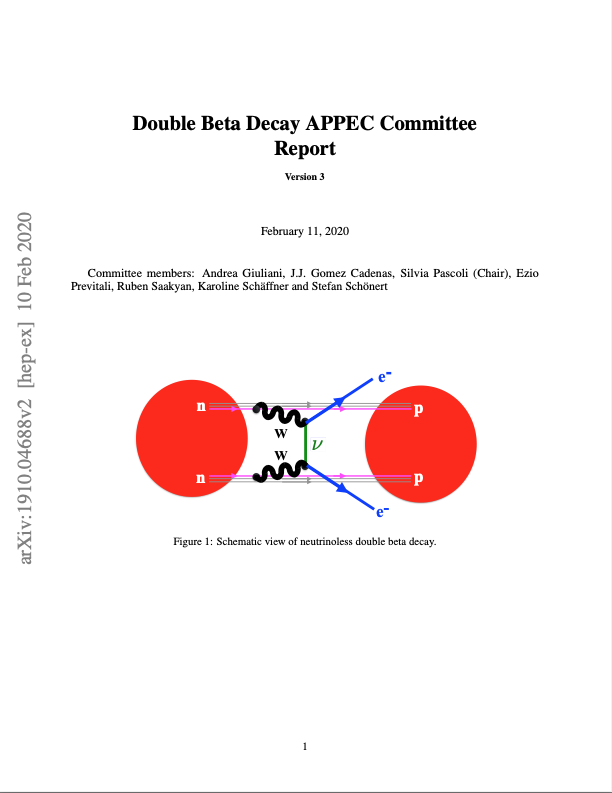 Double Beta Decay APPEC Committee
Report
Version 3
February 11, 2020
Committee members: Andrea Giuliani, J.J. Gomez Cadenas, Silvia Pascoli (Chair), Ezio
Previtali, Ruben Saakyan, Karoline Schäffner and Stefan Schönert
arXiv:1910.04688v2 [hep-ex] 10 Feb 2020
e-
n
p
W
ν
W
n
p
e-
Figure 1: Schematic view of neutrinoless double beta decay.
1